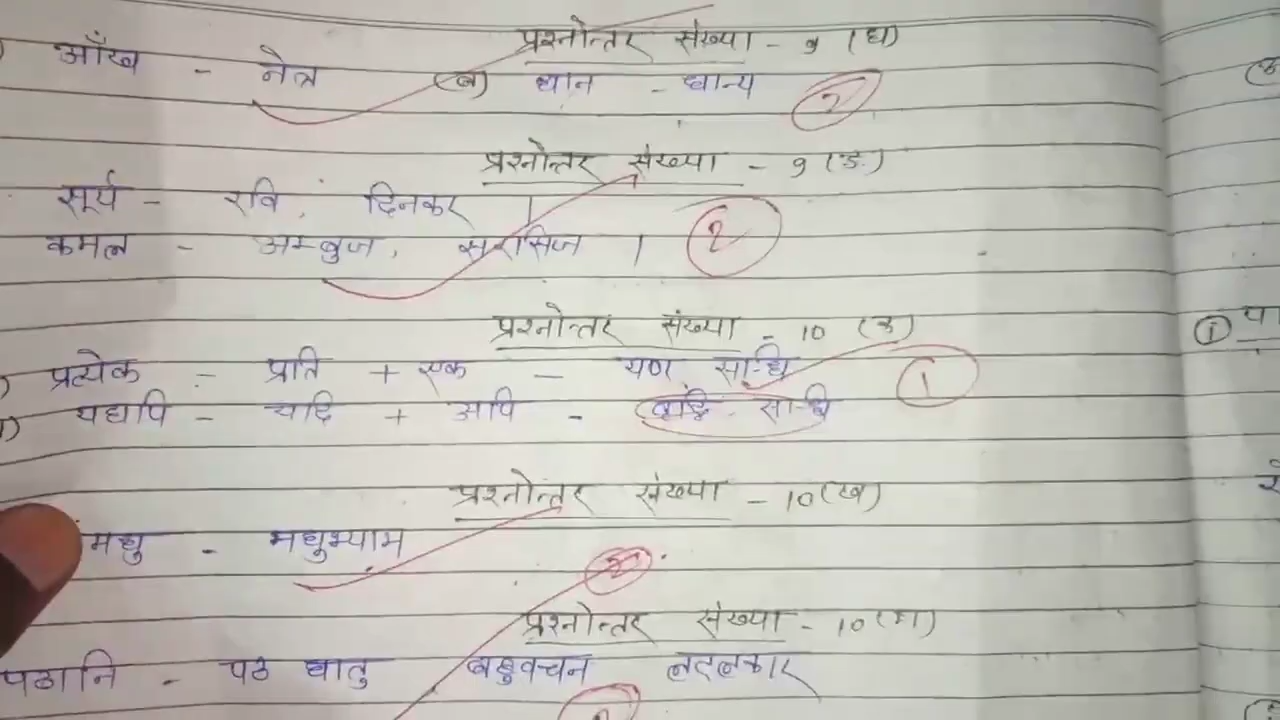 प्रश्नोन्तर संख्या - 9 (घ)
आँख - नेत्र (ब) धान - धान्य
2
प्रश्नोन्तर संख्या - 9 (ङ)
सूर्य - रवि, दिनकर |
कमल - अम्बुज, सरसिज |
2
प्रश्नोन्तर संख्या - 10 (क)
प्रत्येक - प्रति + एक - यण सन्धि
1
यद्यपि - यदि + अपि - सन्धि
प्रश्नोन्तर संख्या - 10 (ख)
मधु - मधुभ्याम
प्रश्नोन्तर संख्या - 10 (ग)
पठानि - पठ धातु बहुवचन लटलकार